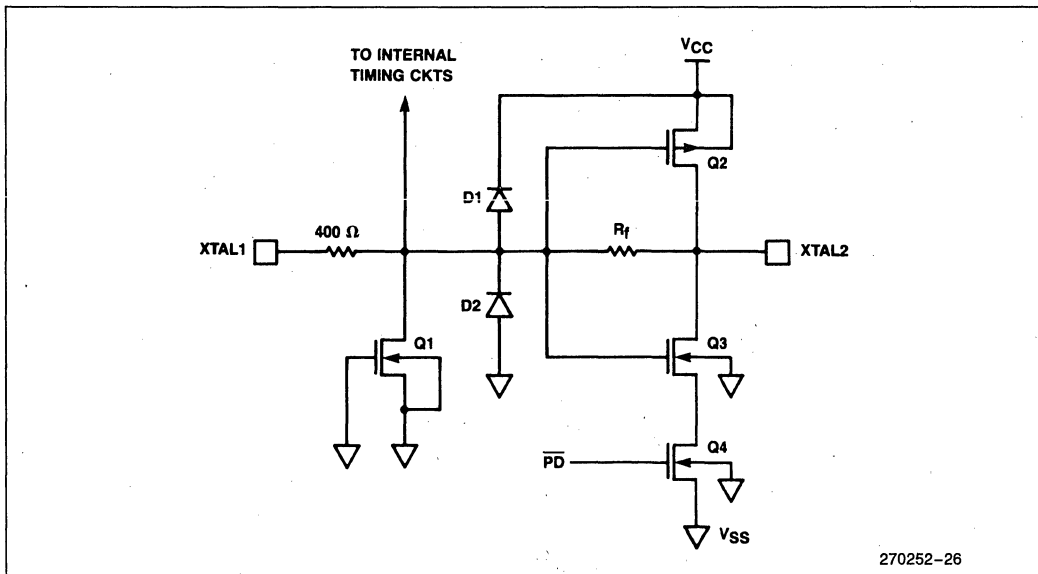 TO INTERNAL
TIMING CKTS
VCC
Q2
D1
400 Ω
Rf
XTAL1
XTAL2
D2
Q1
Q3
Q4
PD
VSS
270252-26